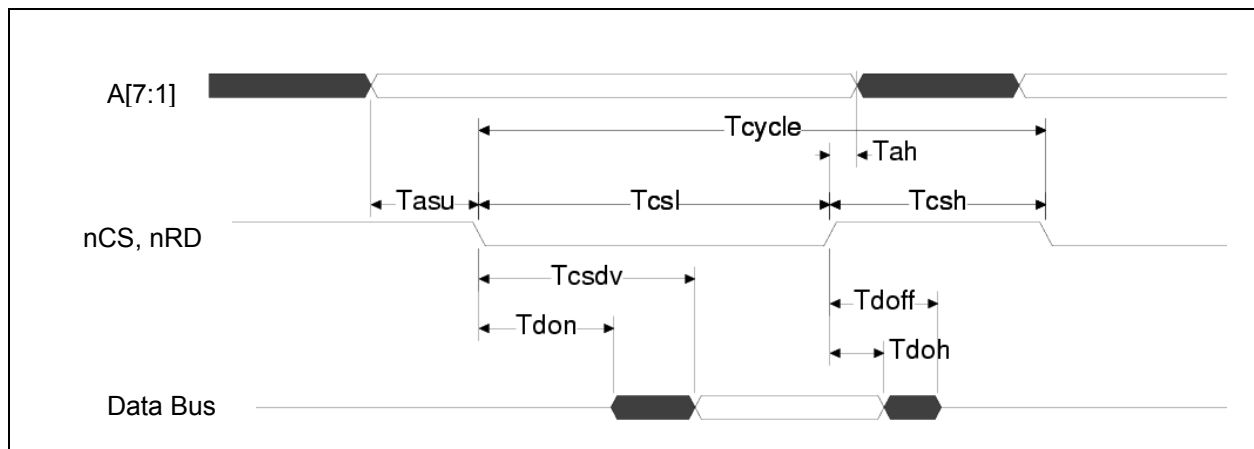 A[7:1]
Tcycle
Tah
Tasu
Tcsl
Tcsh
nCS, nRD
Tcsdv
Tdoff
Tdon
Tdoh
Data Bus